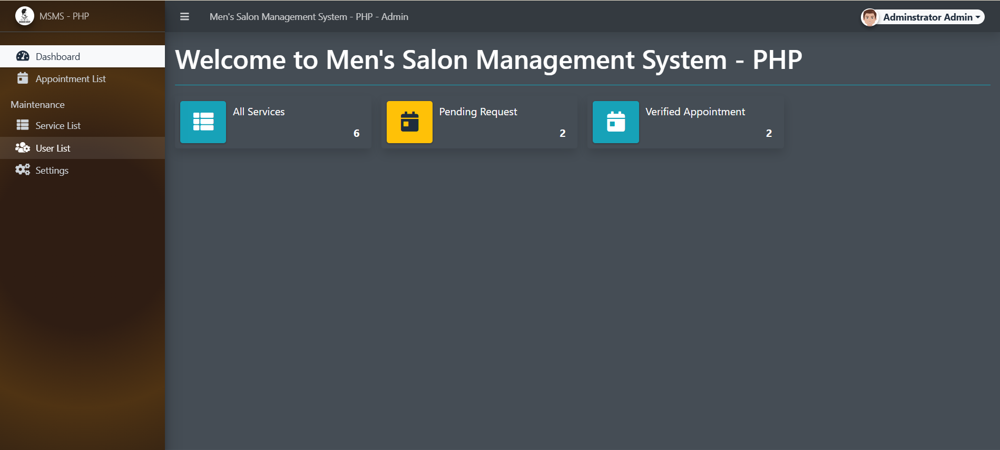 MSMS - PHP
Men's Salon Management System - PHP - Admin
Adminstrator Admin
Dashboard
Appointment List
Maintenance
Service List
User List
Settings
Welcome to Men's Salon Management System - PHP
All Services
6
Pending Request
2
Verified Appointment
2